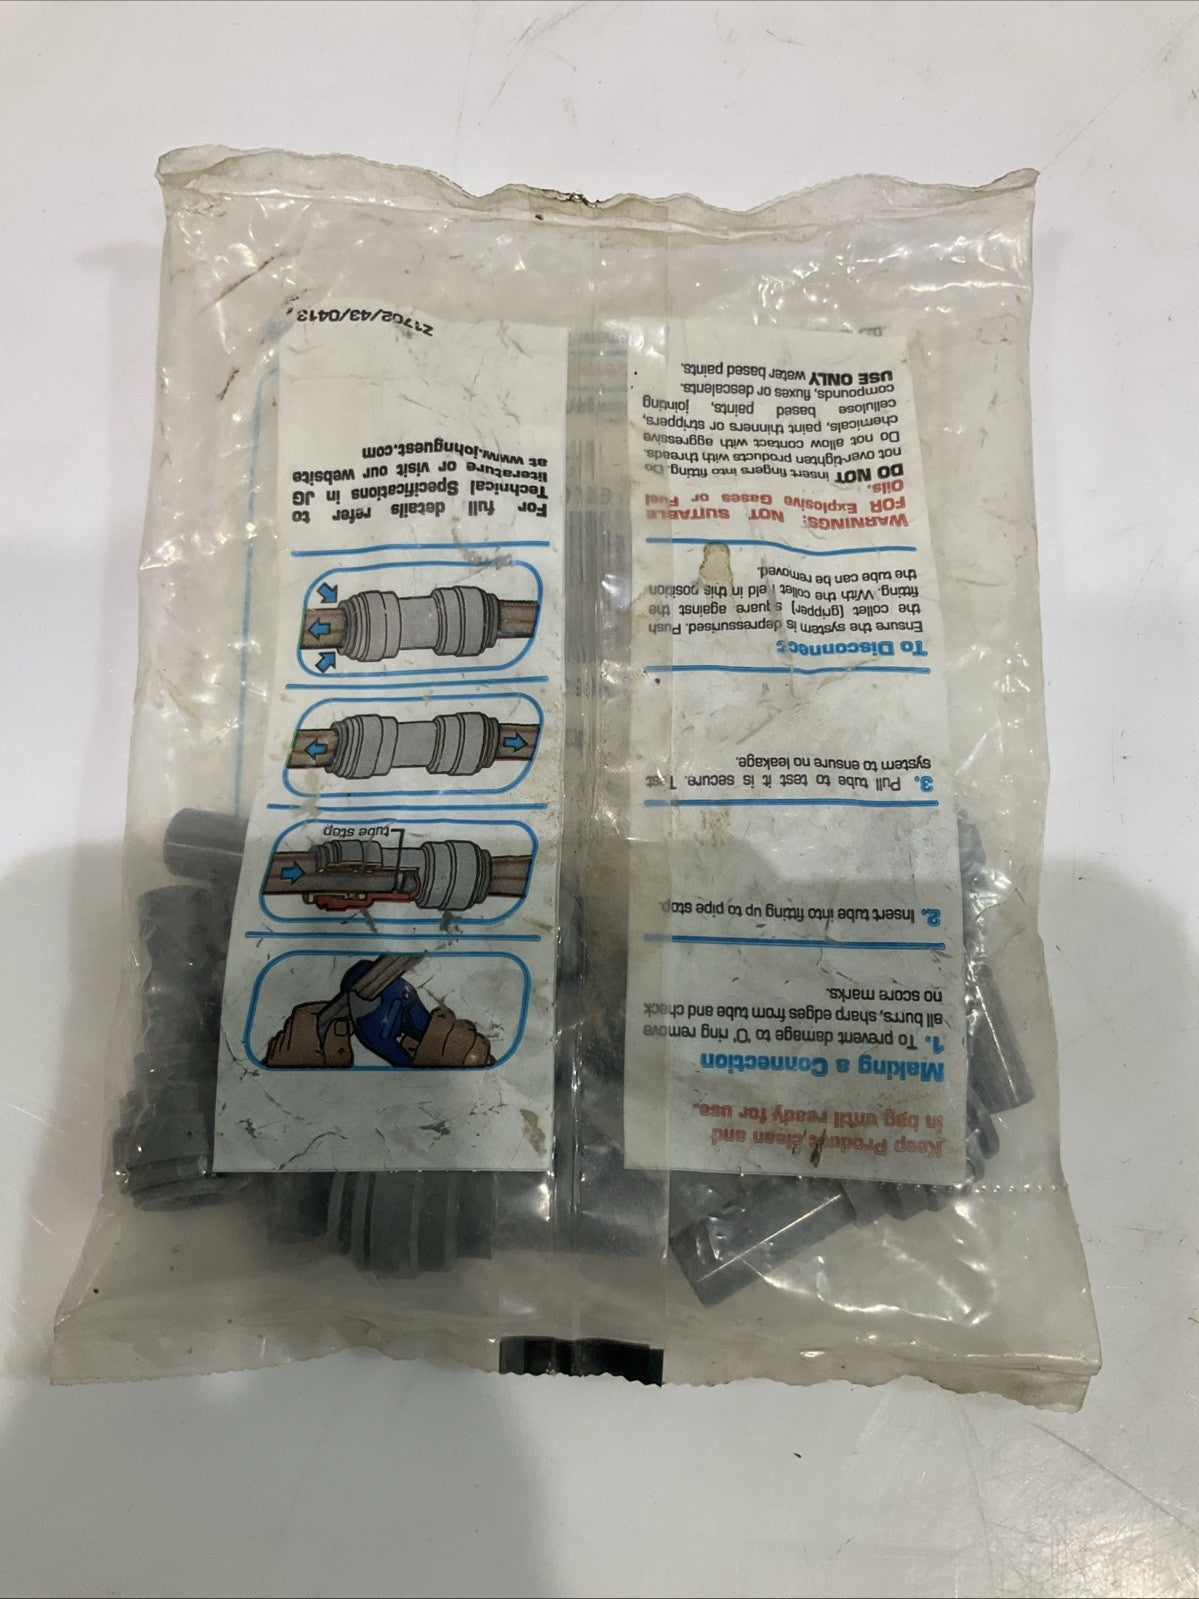 Keep Product clean and
in bag until ready for use.
Making a Connection
1. To prevent damage to 'O' ring remove
all burrs, sharp edges from tube and check
no score marks.
2. Insert tube into fitting up to pipe stop.
3. Pull tube to test it is secure. Test
system to ensure no leakage.
To Disconnect
Ensure the system is depressurised. Push
the collet (gripper) square against the
fitting. With the collet held in this position
the tube can be removed.
WARNINGS: NOT SUITABLE
FOR Explosive Gases or Fuel
Oils.
DO NOT insert fingers into fitting. Do
not over-tighten products with threads.
Do not allow contact with aggressive
chemicals, paint thinners or strippers,
cellulose based paints, jointing
compounds, fluxes or descalents.
USE ONLY water based paints.
tube stop
For full details refer to
Technical Specifications in JG
literature or visit our website
at www.johnguest.com
Z1702/43/0413